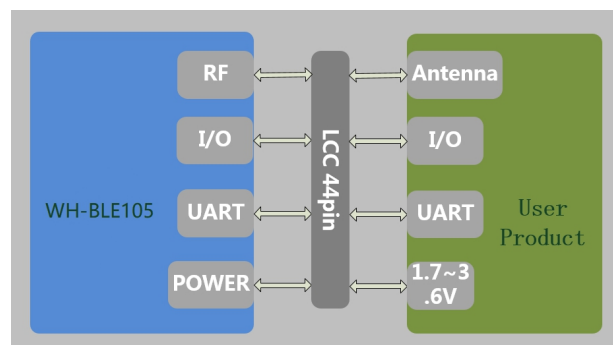 RF
Antenna
I/O
I/O
LCC 44pin
WH-BLE105
UART
UART
User
Product
POWER
1.7~3
.6V